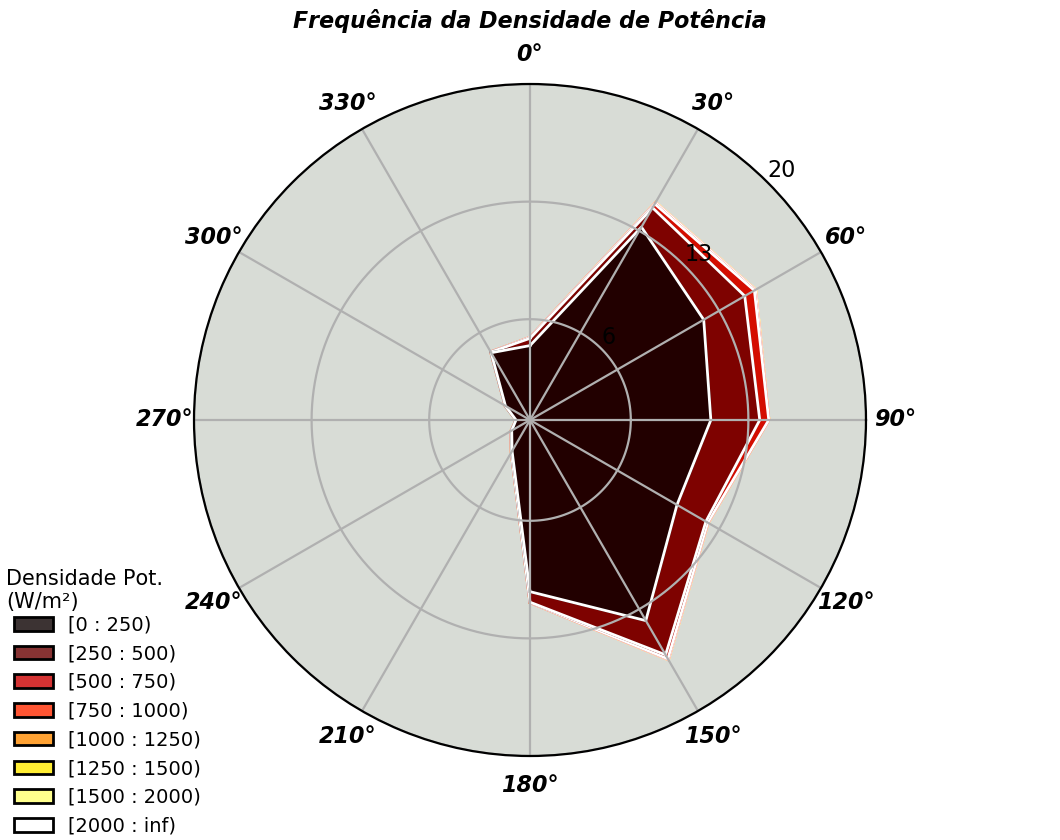 Frequência da Densidade de Potência
0°
330°
30°
20
300°
60°
13
6
270°
90°
240°
120°
210°
150°
180°
Densidade Pot.
(W/m²)
[0 : 250)
[250 : 500)
[500 : 750)
[750 : 1000)
[1000 : 1250)
[1250 : 1500)
[1500 : 2000)
[2000 : inf)